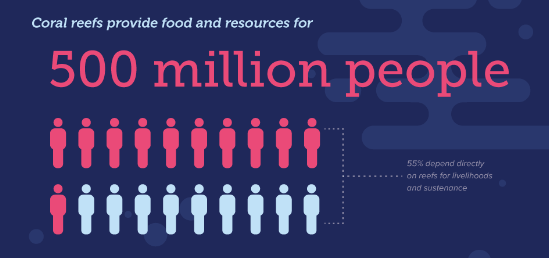 Coral reefs provide food and resources for
500 million people
55% depend directly
on reefs for livelihoods
and sustenance